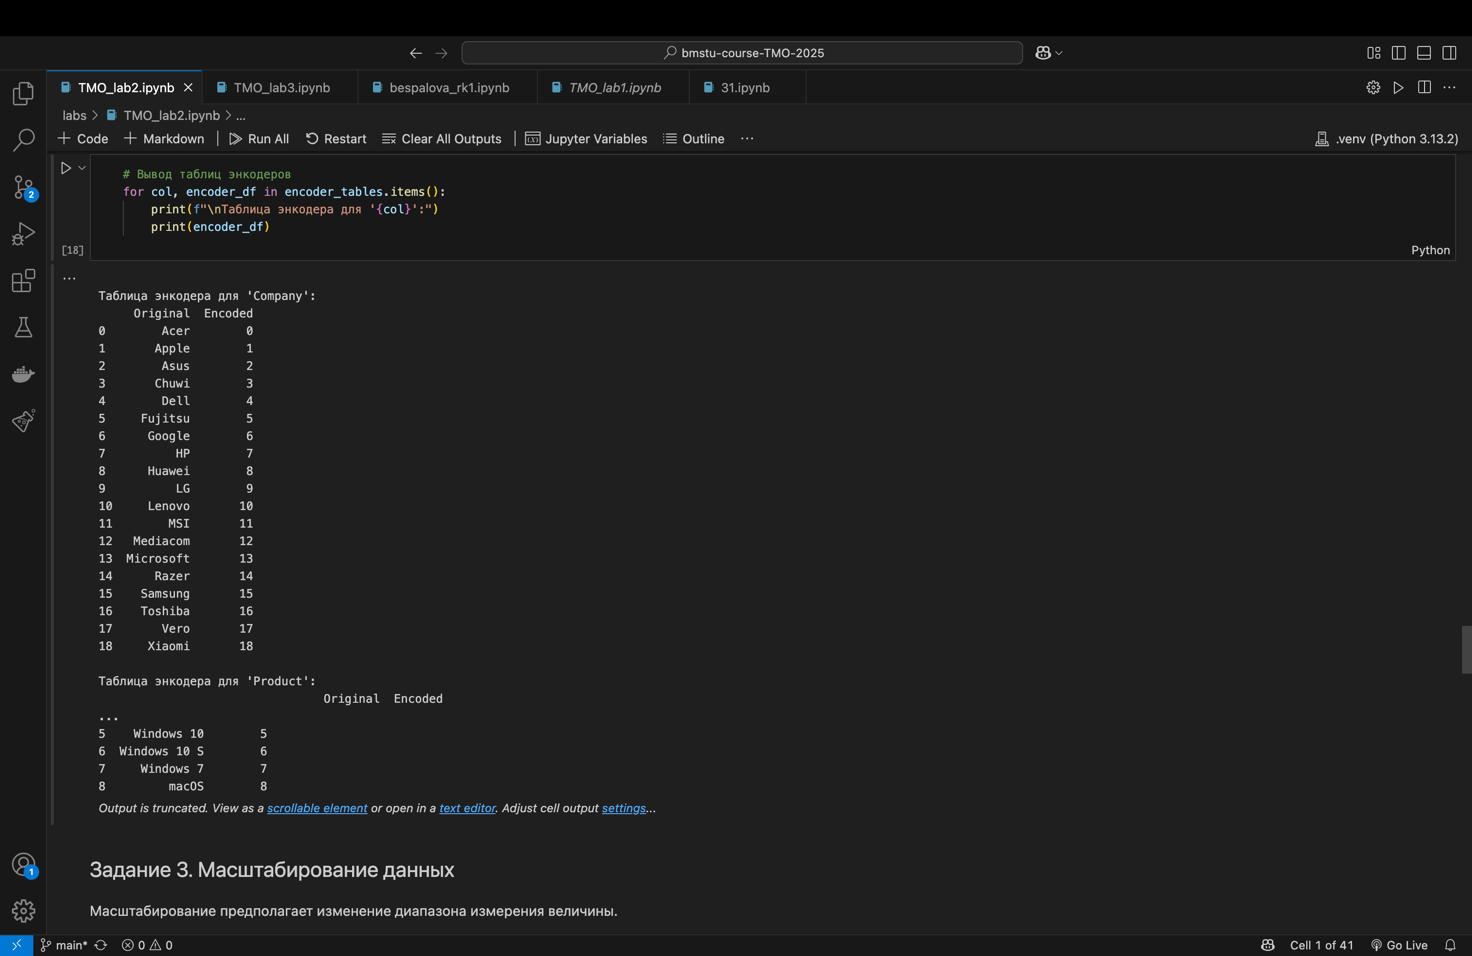 bmstu-course-TMO-2025
TMO_lab2.ipynb
TMO_lab3.ipynb
bespalova_rk1.ipynb
TMO_lab1.ipynb
31.ipynb
labs > TMO_lab2.ipynb > ...
+ Code + Markdown | Run All Restart Clear All Outputs | Jupyter Variables Outline ...
.venv (Python 3.13.2)
# Вывод таблиц энкодеров
for col, encoder_df in encoder_tables.items():
    print(f"\nТаблица энкодера для '{col}':")
    print(encoder_df)
[18]
Python
...
Таблица энкодера для 'Company':
Original Encoded
0 Acer 0
1 Apple 1
2 Asus 2
3 Chuwi 3
4 Dell 4
5 Fujitsu 5
6 Google 6
7 HP 7
8 Huawei 8
9 LG 9
10 Lenovo 10
11 MSI 11
12 Mediacom 12
13 Microsoft 13
14 Razer 14
15 Samsung 15
16 Toshiba 16
17 Vero 17
18 Xiaomi 18
Таблица энкодера для 'Product':
Original Encoded
...
5 Windows 10 5
6 Windows 10 S 6
7 Windows 7 7
8 macOS 8
Output is truncated. View as a scrollable element or open in a text editor. Adjust cell output settings...
Задание 3. Масштабирование данных
Масштабирование предполагает изменение диапазона измерения величины.
2
1
main* 0 0
Cell 1 of 41 Go Live